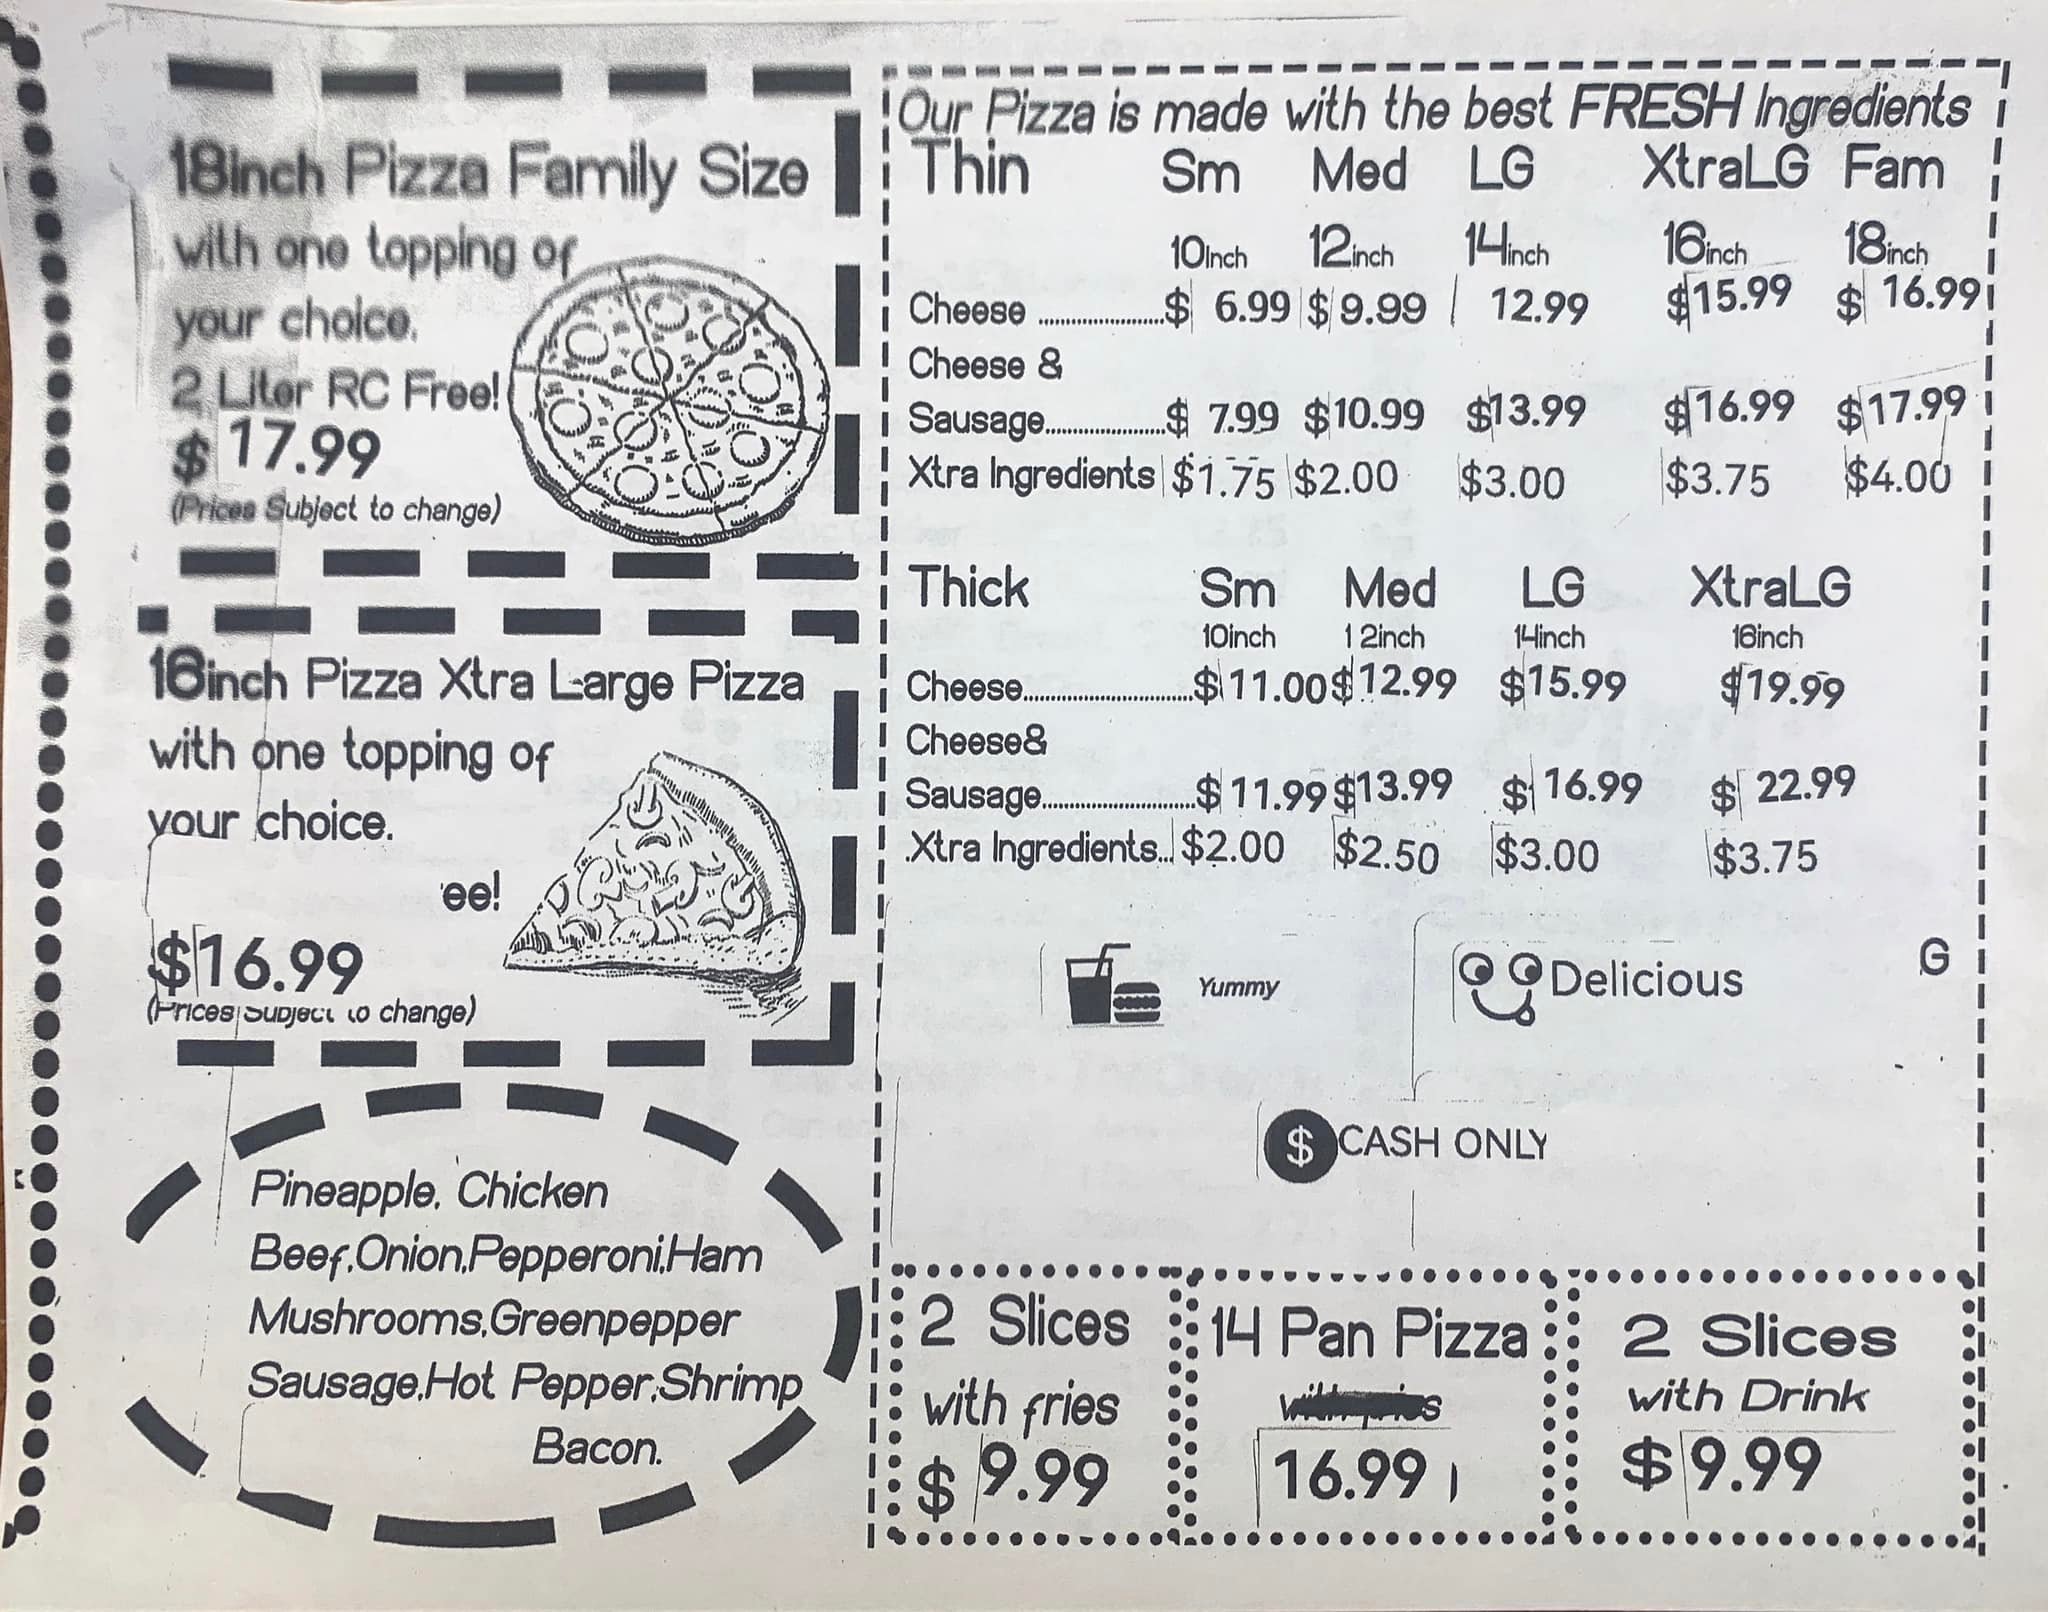 18inch Pizza Family Size
with one topping of
your choice.
2 Liter RC Free!
$ 17.99
(Prices Subject to change)
16inch Pizza Xtra Large Pizza
with one topping of
your choice.
ee!
$16.99
(Prices Subject to change)
Pineapple, Chicken
Beef,Onion,Pepperoni,Ham
Mushrooms,Greenpepper
Sausage,Hot Pepper,Shrimp
Bacon.
Our Pizza is made with the best FRESH Ingredients
Thin Sm Med LG XtraLG Fam
10inch 12inch 14inch 16inch 18inch
Cheese ......................$ 6.99 $9.99 12.99 $15.99 $ 16.99
Cheese &
Sausage.....................$ 7.99 $10.99 $13.99 $16.99 $17.99
Xtra Ingredients $1.75 $2.00 $3.00 $3.75 $4.00
Thick Sm Med LG XtraLG
10inch 12inch 14inch 16inch
Cheese..............................$11.00 $12.99 $15.99 $19.99
Cheese&
Sausage...........................$ 11.99 $13.99 $ 16.99 $ 22.99
.Xtra Ingredients... $2.00 $2.50 $3.00 $3.75
Yummy
Delicious
G
$ CASH ONLY
2 Slices
with fries
$ 9.99
14 Pan Pizza
16.99
2 Slices
with Drink
$ 9.99